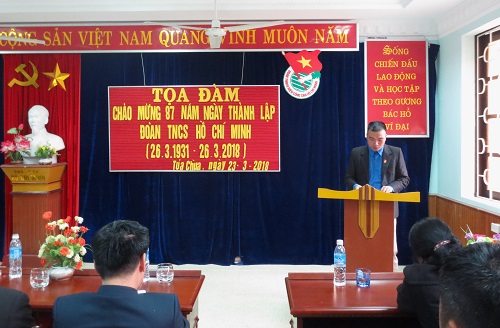 CỘNG SẢN VIỆT NAM QUANG VINH MUÔN NĂM
TỌA ĐÀM
CHÀO MỪNG 87 NĂM NGÀY THÀNH LẬP
ĐOÀN TNCS HỒ CHÍ MINH
(26.3.1931 - 26.3.2018)
Tủa Chùa, ngày 23- 3 -2018
SỐNG
CHIẾN ĐẤU
LAO ĐỘNG
VÀ HỌC TẬP
THEO GƯƠNG
BÁC HỒ
VĨ ĐẠI